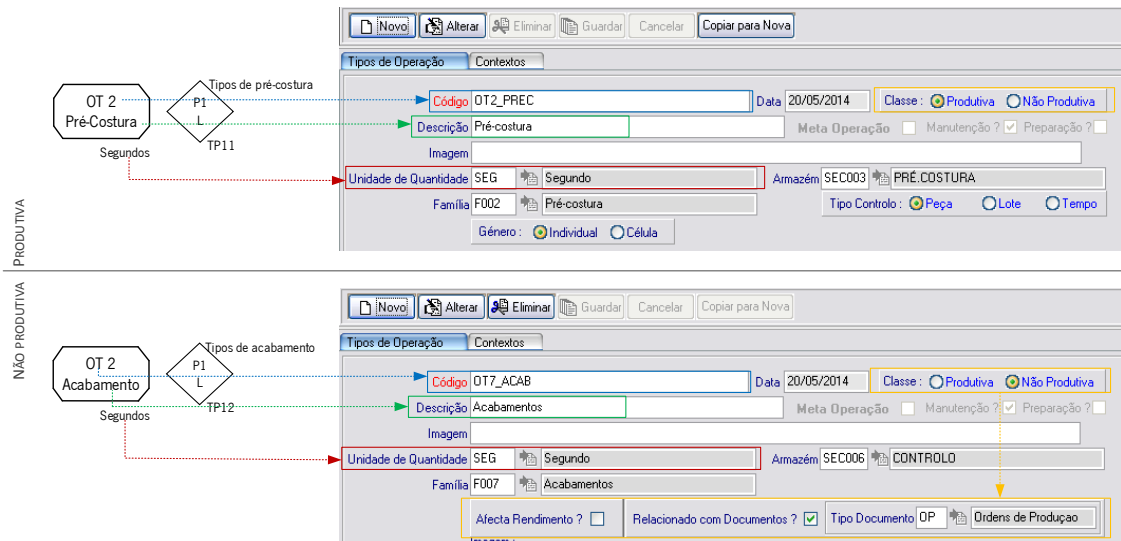 Novo Alterar Eliminar Guardar Cancelar Copiar para Nova
Tipos de Operação Contextos
Tipos de pré-costura
OT 2 P1 Código OT2_PREC Data 20/05/2014 Classe : Produtiva Não Produtiva
Pré-Costura L Descrição Pré-costura Meta Operação Manutenção ? Preparação ?
Segundos TP11 Imagem
Unidade de Quantidade SEG Segundo Armazém SEC003 PRÉ.COSTURA
Família F002 Pré-costura Tipo Controlo : Peça Lote Tempo
Género : Individual Célula
PRODUTIVA
NÃO PRODUTIVA
Novo Alterar Eliminar Guardar Cancelar Copiar para Nova
Tipos de Operação Contextos
Tipos de acabamento
OT 2 P1 Código OT7_ACAB Data 20/05/2014 Classe : Produtiva Não Produtiva
Acabamento L Descrição Acabamentos Meta Operação Manutenção ? Preparação ?
Segundos TP12 Imagem
Unidade de Quantidade SEG Segundo Armazém SEC006 CONTROLO
Família F007 Acabamentos
Afecta Rendimento ? Relacionado com Documentos ? Tipo Documento OP Ordens de Produçao